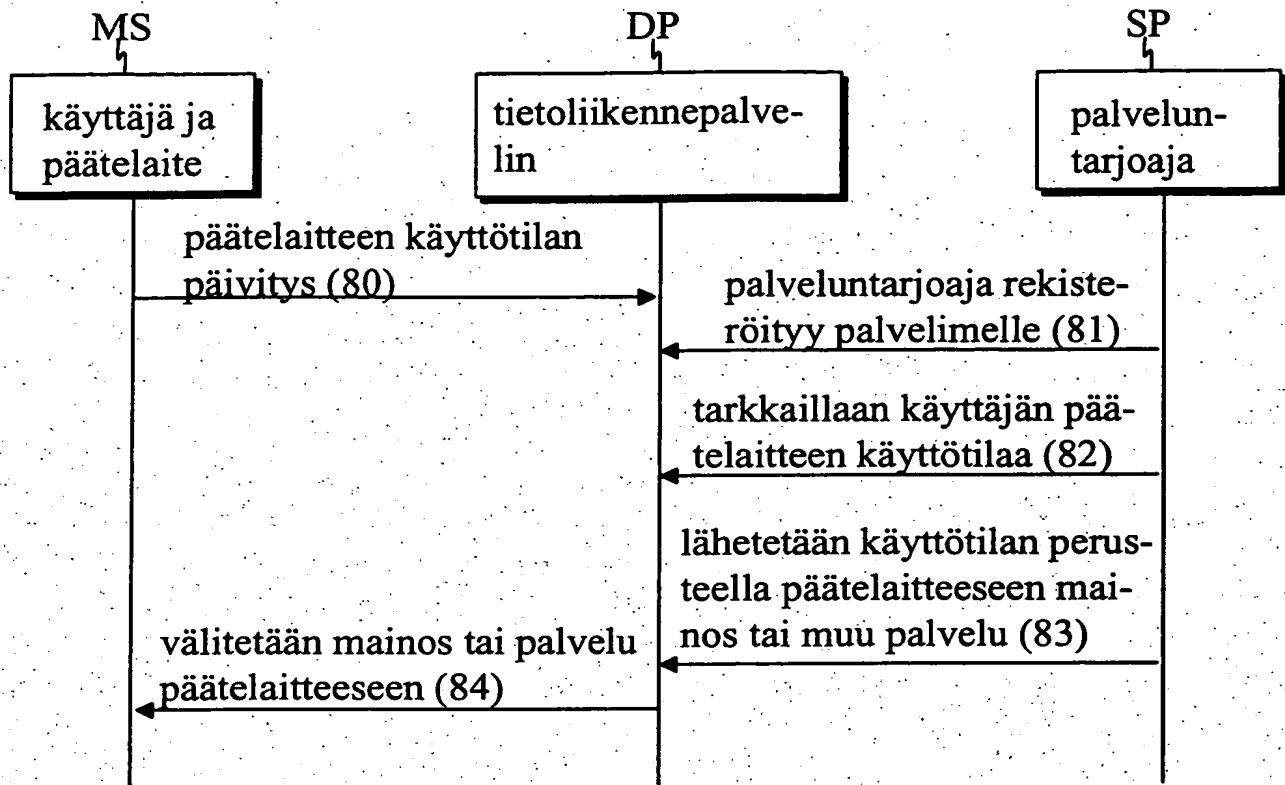 MS
DP
SP
käyttäjä ja
päätelaite
tietoliikennepalve-
lin
palvelun-
tarjoaja
päätelaitteen käyttötilan
päivitys (80)
palveluntarjoaja rekiste-
röityy palvelimelle (81)
tarkkaillaan käyttäjän pää-
telaitteen käyttötilaa (82)
lähetetään käyttötilan perus-
teella päätelaitteeseen mai-
nos tai muu palvelu (83)
välitetään mainos tai palvelu
päätelaitteeseen (84)